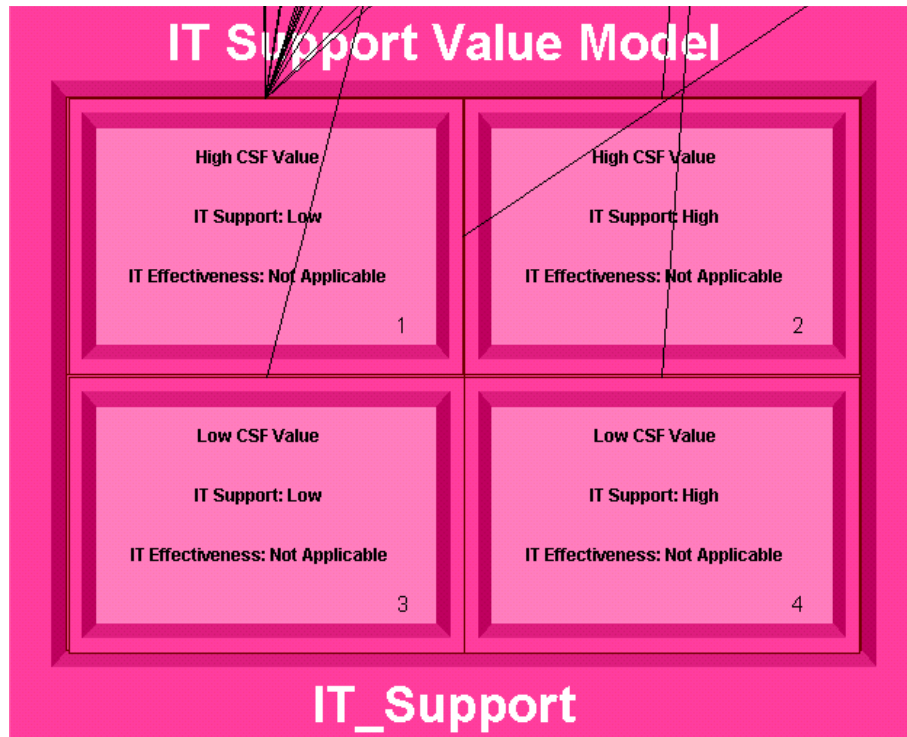 IT Support Value Model
High CSF Value
IT Support: Low
IT Effectiveness: Not Applicable
1
High CSF Value
IT Support: High
IT Effectiveness: Not Applicable
2
Low CSF Value
IT Support: Low
IT Effectiveness: Not Applicable
3
Low CSF Value
IT Support: High
IT Effectiveness: Not Applicable
4
IT_Support